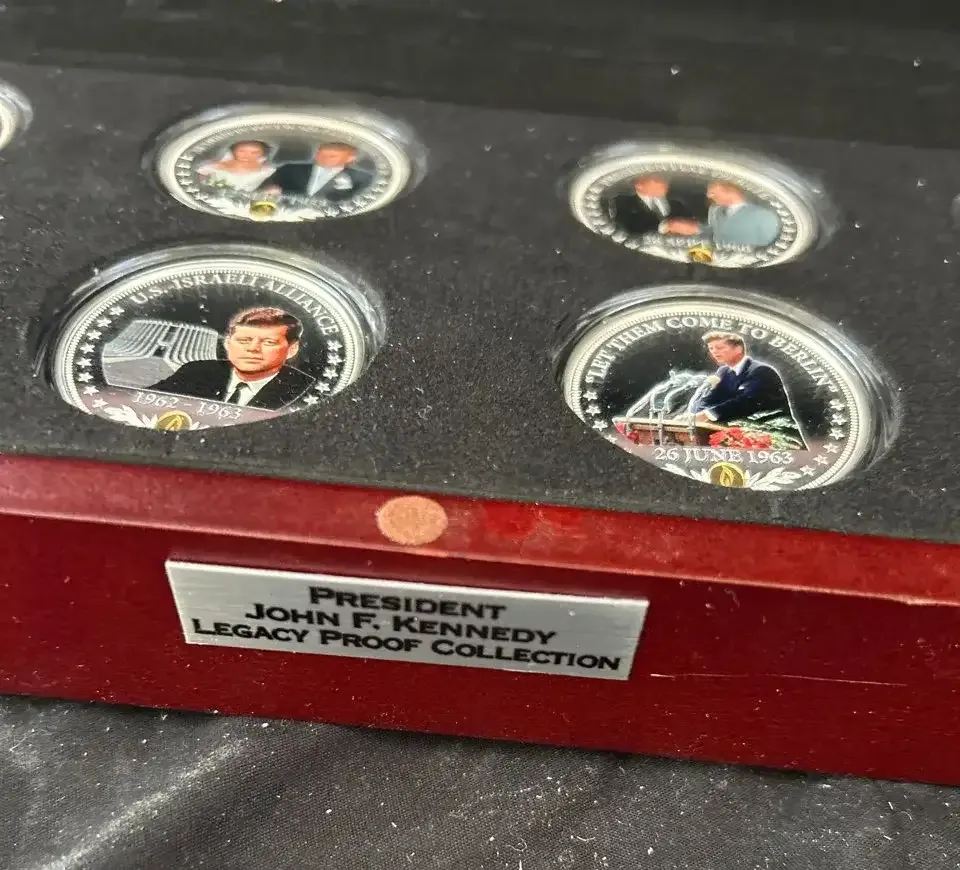 U.S.-ISRAELI ALLIANCE
1962 - 1963
"LET THEM COME TO BERLIN"
26 JUNE 1963
PRESIDENT
JOHN F. KENNEDY
LEGACY PROOF COLLECTION